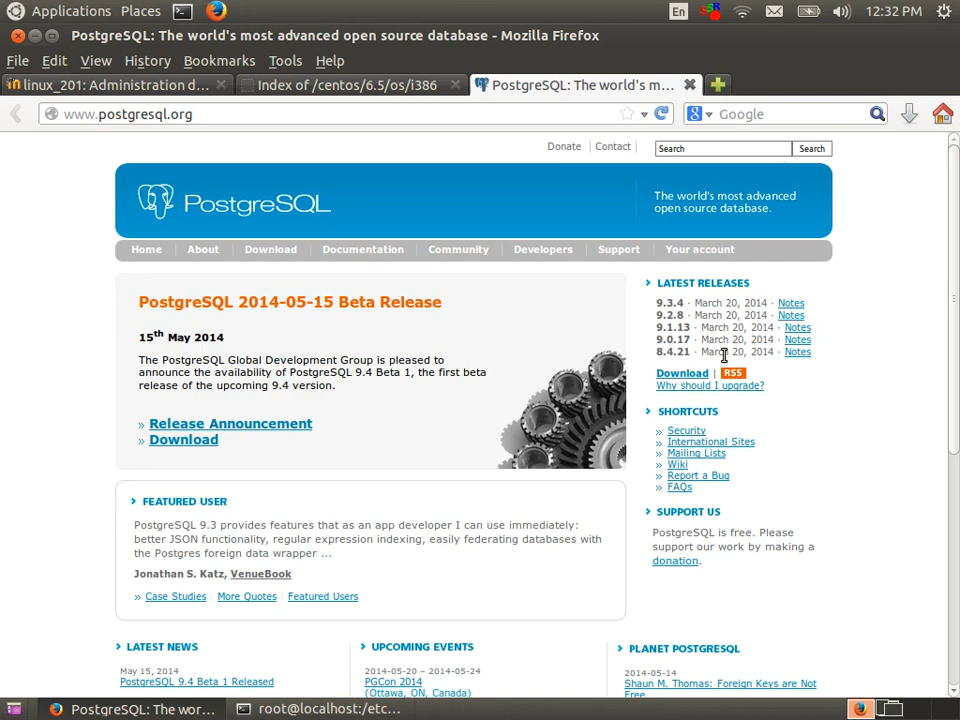 Applications Places En SSR 12:32 PM
PostgreSQL: The world's most advanced open source database - Mozilla Firefox
File Edit View History Bookmarks Tools Help
linux_201: Administration d... Index of /centos/6.5/os/i386 PostgreSQL: The world's m...
www.postgresql.org Google
Donate Contact Search Search
PostgreSQL
The world's most advanced
open source database.
Home About Download Documentation Community Developers Support Your account
PostgreSQL 2014-05-15 Beta Release
15th May 2014
The PostgreSQL Global Development Group is pleased to
announce the availability of PostgreSQL 9.4 Beta 1, the first beta
release of the upcoming 9.4 version.
» Release Announcement
» Download
LATEST RELEASES
9.3.4 · March 20, 2014 · Notes
9.2.8 · March 20, 2014 · Notes
9.1.13 · March 20, 2014 · Notes
9.0.17 · March 20, 2014 · Notes
8.4.21 · March 20, 2014 · Notes
Download | RSS
Why should I upgrade?
SHORTCUTS
» Security
» International Sites
» Mailing Lists
» Wiki
» Report a Bug
» FAQs
SUPPORT US
PostgreSQL is free. Please
support our work by making a
donation.
FEATURED USER
PostgreSQL 9.3 provides features that as an app developer I can use immediately:
better JSON functionality, regular expression indexing, easily federating databases with
the Postgres foreign data wrapper ...
Jonathan S. Katz, VenueBook
» Case Studies | More Quotes | Featured Users
LATEST NEWS
May 15, 2014
PostgreSQL 9.4 Beta 1 Released
UPCOMING EVENTS
2014-05-20 – 2014-05-24
PGCon 2014
(Ottawa, ON, Canada)
PLANET POSTGRESQL
2014-05-14
Shaun M. Thomas: Foreign Keys are Not
Free
PostgreSQL: The wor... root@localhost:/etc...